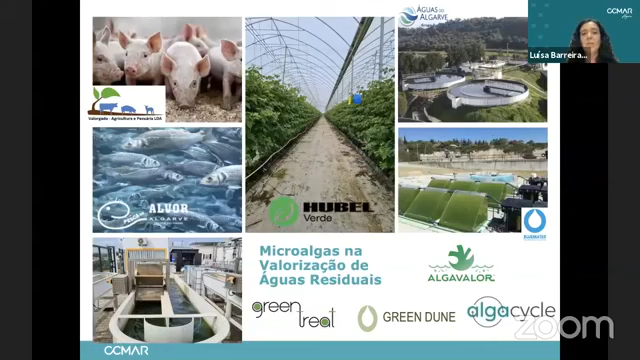 ÁGUAS DO
ALGARVE
CCMAR
Luísa Barreira...
Valorgado - Agricultura e Pecuária LDA
ALVOR
ALGARVE
HUBEL
Verde
BLUEWATER
Microalgas na
Valorização de
Águas Residuais
ALGAVALOR
green
treat
GREEN DUNE
algacycle
zoom
CCMAR